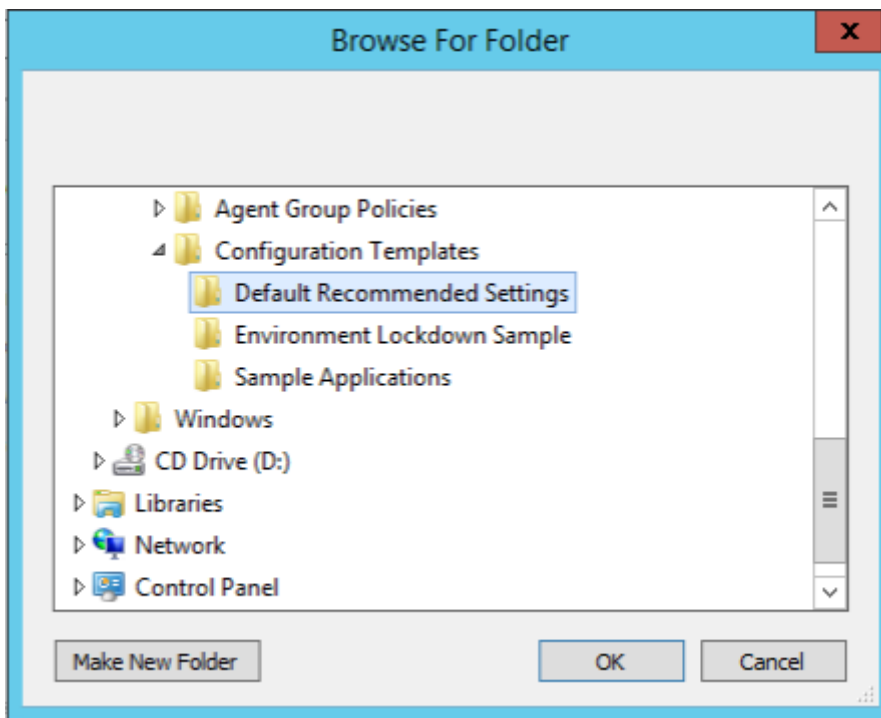 Browse For Folder
x
Agent Group Policies
Configuration Templates
Default Recommended Settings
Environment Lockdown Sample
Sample Applications
Windows
CD Drive (D:)
Libraries
Network
Control Panel
Make New Folder OK Cancel